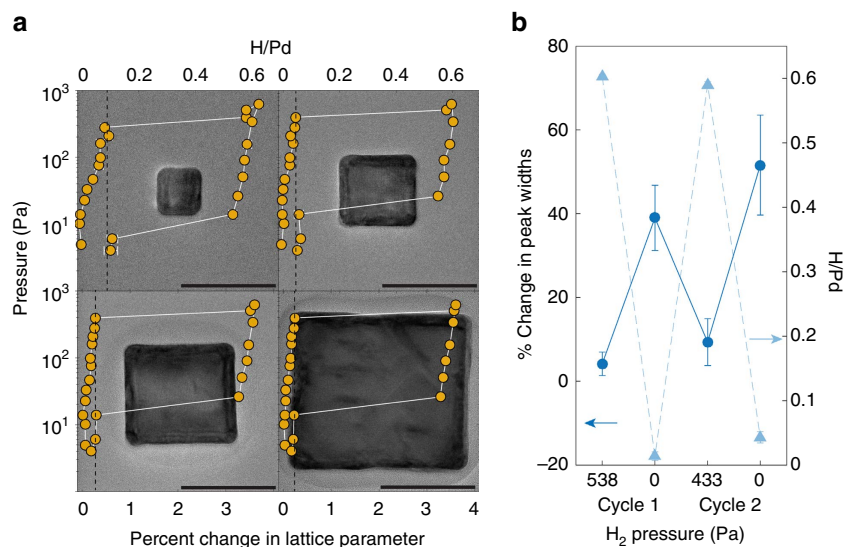 a
H/Pd
0 0.2 0.4 0.6 0 0.2 0.4 0.6
10³
10²
10¹
10³
10²
10¹
Pressure (Pa)
0 1 2 3 0 1 2 3 4
Percent change in lattice parameter
b
80
60
40
20
0
–20
% Change in peak widths
0.6
0.5
0.4
0.3
0.2
0.1
0
H/Pd
538 0 433 0
Cycle 1 Cycle 2
H₂ pressure (Pa)